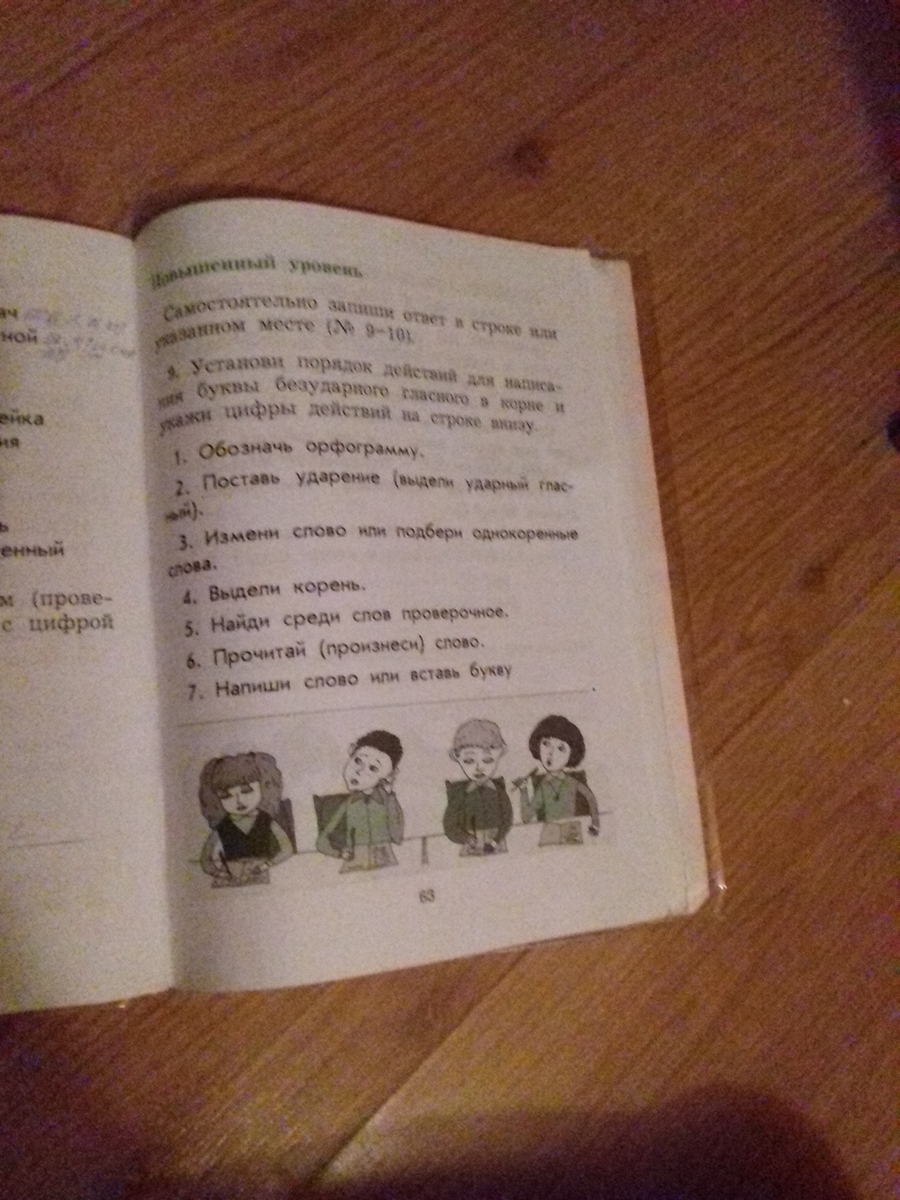 ач
ной
ейка
ия
ь
енный
м (прове-
с цифрой
Повышенный уровень
Самостоятельно запиши ответ в строке или
указанном месте (№ 9–10).
9. Установи порядок действий для написа-
ния буквы безударного гласного в корне и
укажи цифры действий на строке внизу.
1. Обозначь орфограмму.
2. Поставь ударение (выдели ударный глас-
ный).
3. Измени слово или подбери однокоренные
слова.
4. Выдели корень.
5. Найди среди слов проверочное.
6. Прочитай (произнеси) слово.
7. Напиши слово или вставь букву
63